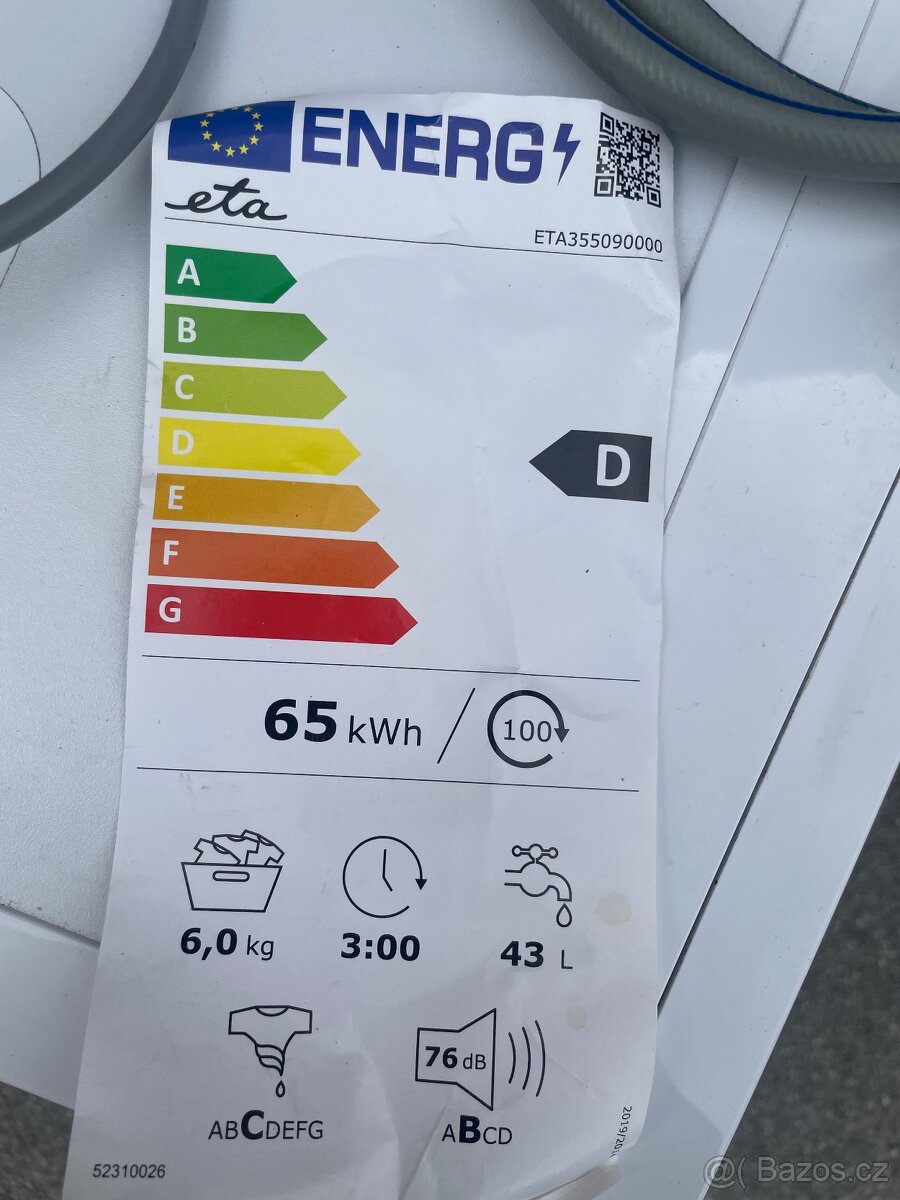 ENERG
eta
ETA355090000
A
B
C
D
D
E
F
G
65 kWh / 100
6,0 kg 3:00 43 L
76 dB
ABCDEFG ABCD
52310026
@( Bazos.cz